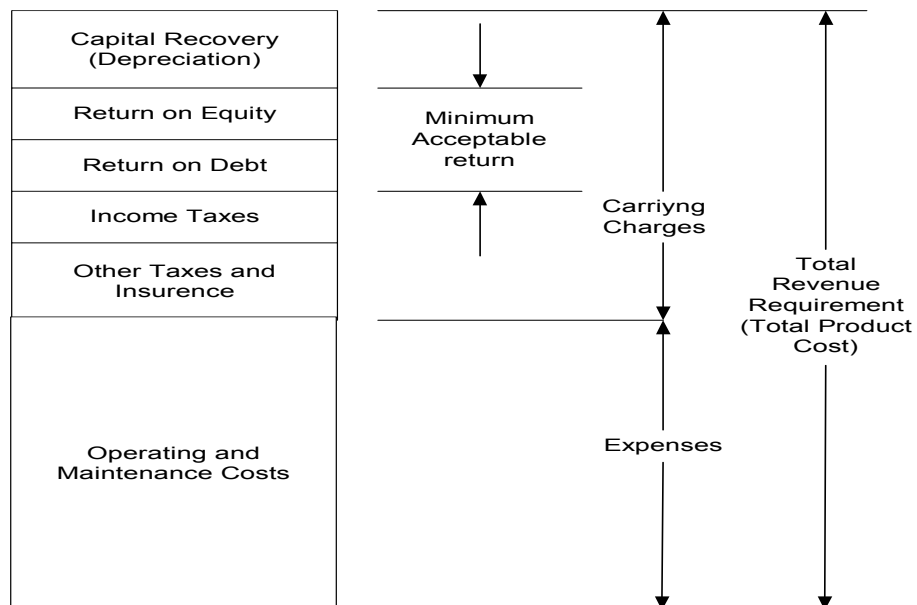 Capital Recovery
(Depreciation)
Return on Equity
Return on Debt
Income Taxes
Other Taxes and
Insurence
Operating and
Maintenance Costs
Minimum
Acceptable
return
Carriyng
Charges
Expenses
Total
Revenue
Requirement
(Total Product
Cost)